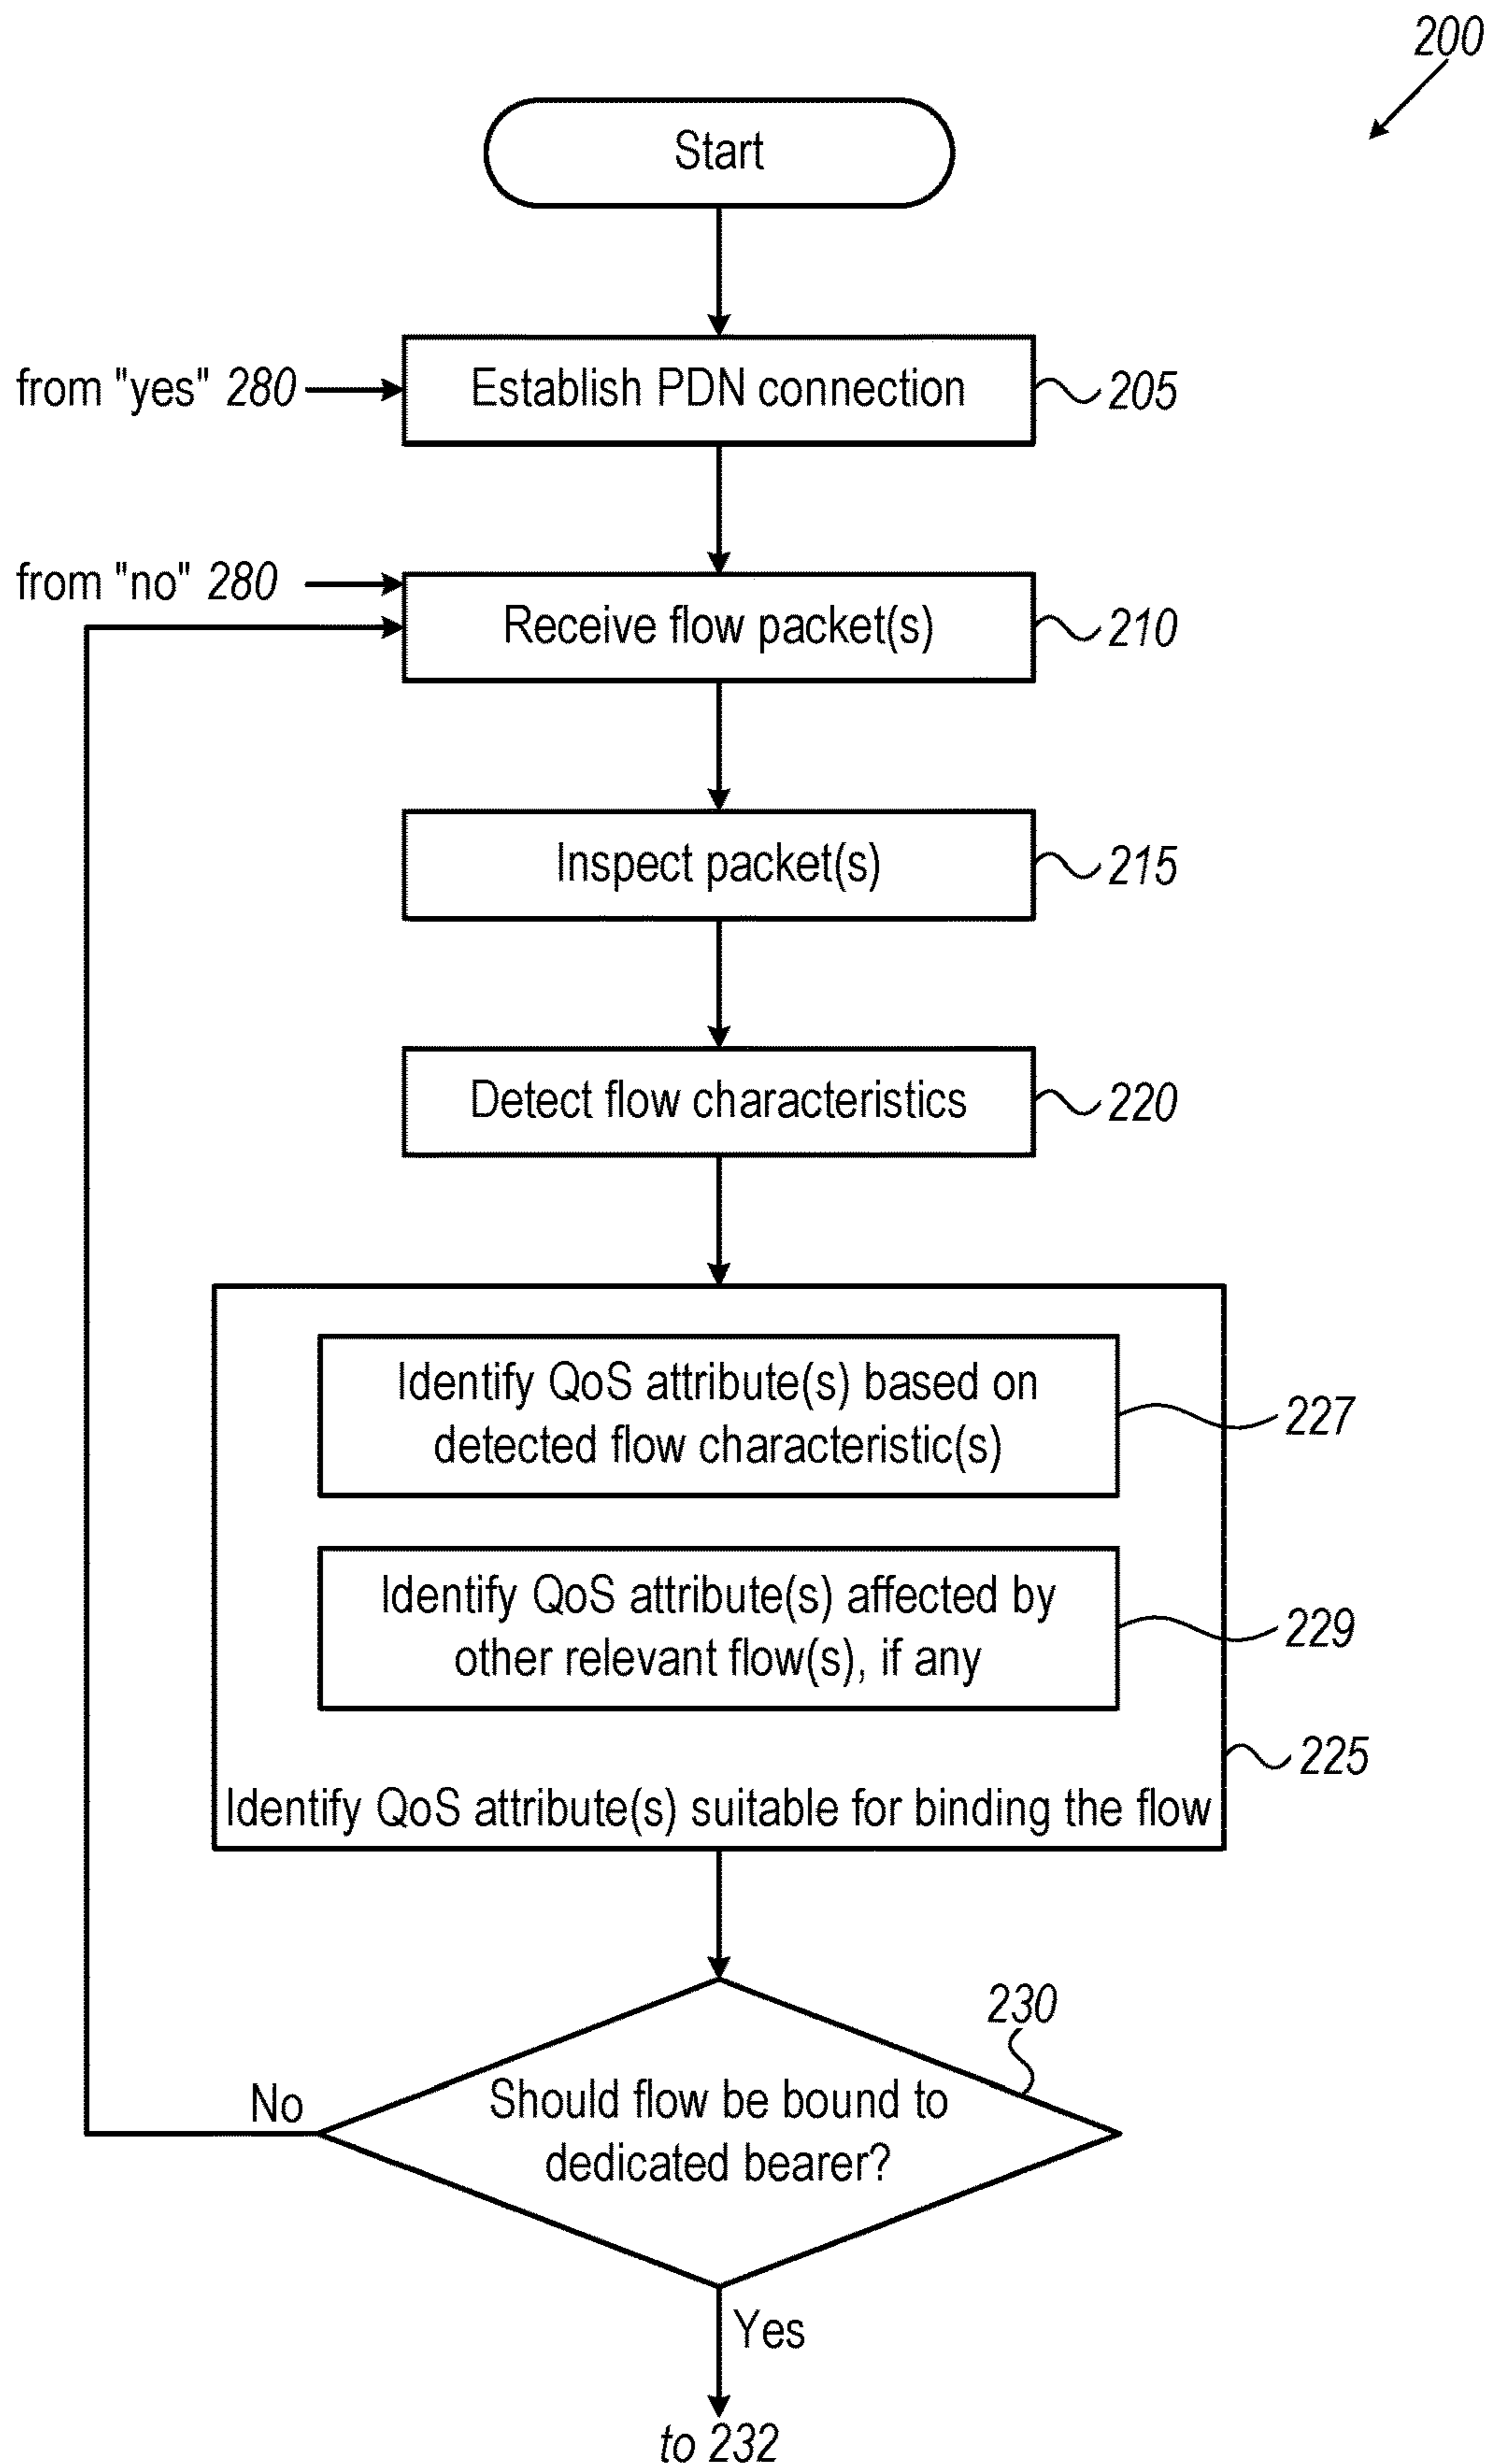 200
Start
from "yes" 280
Establish PDN connection
205
from "no" 280
Receive flow packet(s)
210
Inspect packet(s)
215
Detect flow characteristics
220
Identify QoS attribute(s) based on
detected flow characteristic(s)
227
Identify QoS attribute(s) affected by
other relevant flow(s), if any
229
225
Identify QoS attribute(s) suitable for binding the flow
230
Should flow be bound to
dedicated bearer?
No
Yes
to 232